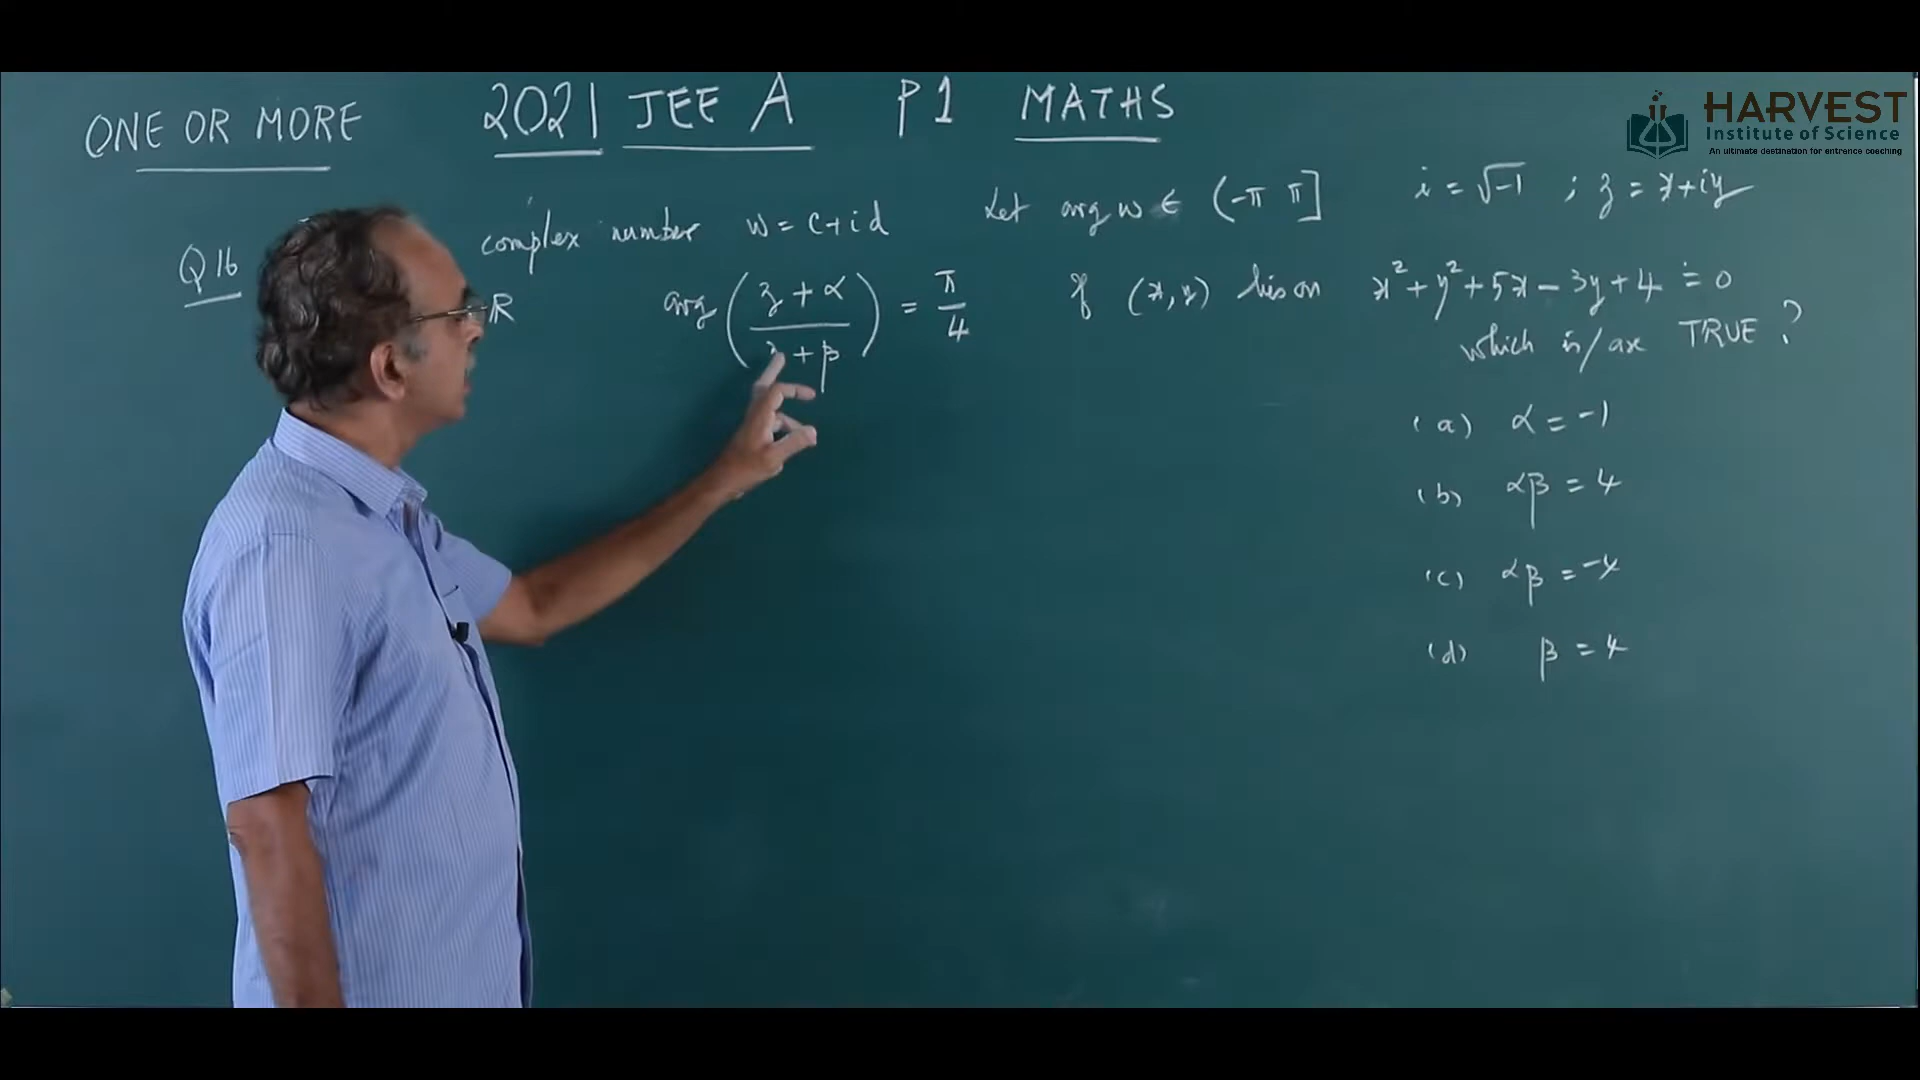 ONE OR MORE 2021 JEE A P1 MATHS
HARVEST
Institute of Science
An ultimate destination for entrance coaching
Q16 complex number w = c+id Let arg w ∈ (-π π] i = √-1 ; z = x+iy
R arg (z + α / z + β) = π/4 If (x,y) lies on x² + y² + 5x - 3y + 4 = 0
which is/are TRUE ?
(a) α = -1
(b) αβ = 4
(c) αβ = -4
(d) β = 4